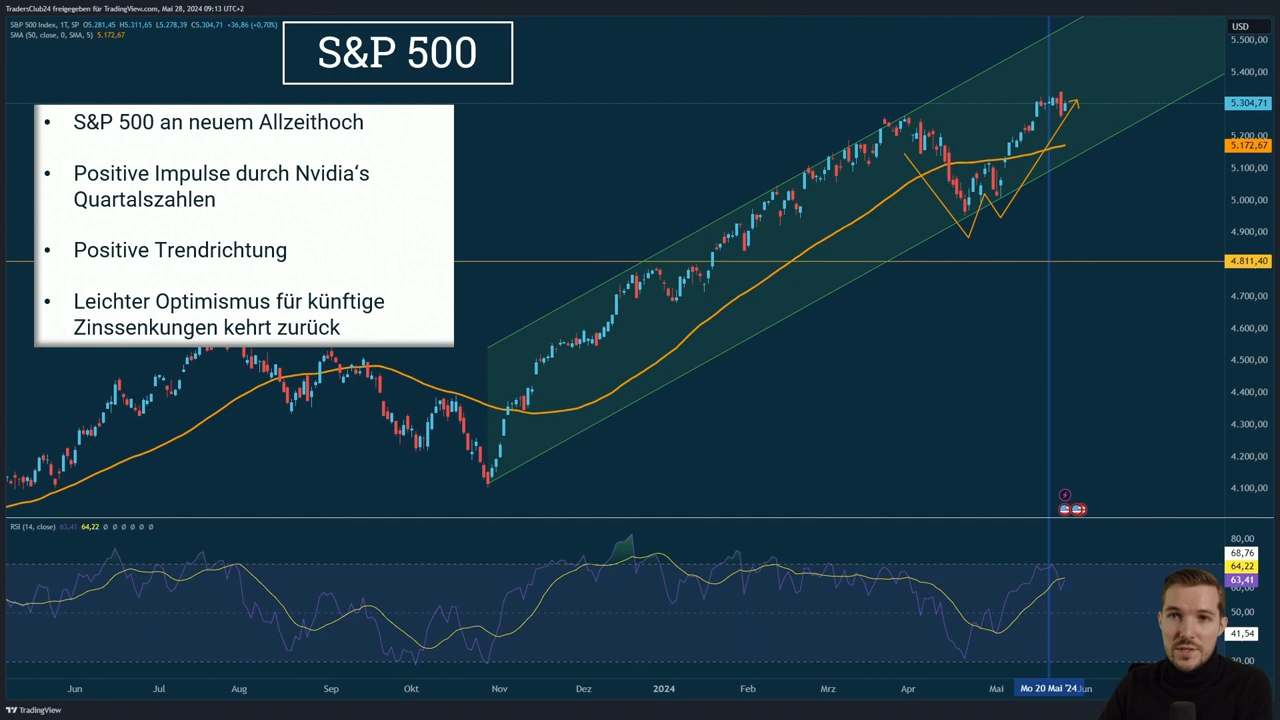 TradersClub24 freigegeben für TradingView.com, Mai 28, 2024 09:13 UTC+2
S&P 500 Index, 1T, SP O5.281,45 H5.311,65 L5.278,39 C5.304,71 +36,86 (+0,70%)
SMA (50, close, 0, SMA, 5) 5.172,67
S&P 500
• S&P 500 an neuem Allzeithoch
• Positive Impulse durch Nvidia‘s
Quartalszahlen
• Positive Trendrichtung
• Leichter Optimismus für künftige
Zinssenkungen kehrt zurück
USD
5.500,00
5.400,00
5.304,71
5.200,00
5.172,67
5.100,00
5.000,00
4.900,00
4.811,40
4.700,00
4.600,00
4.500,00
4.400,00
4.300,00
4.200,00
4.100,00
RSI (14, close) 63,41 64,22 Ø Ø Ø Ø Ø Ø
80,00
68,76
64,22
63,41
60,00
50,00
41,54
20,00
Jun Jul Aug Sep Okt Nov Dez 2024 Feb Mrz Apr Mai Mo 20 Mai '24 Jun
TradingView